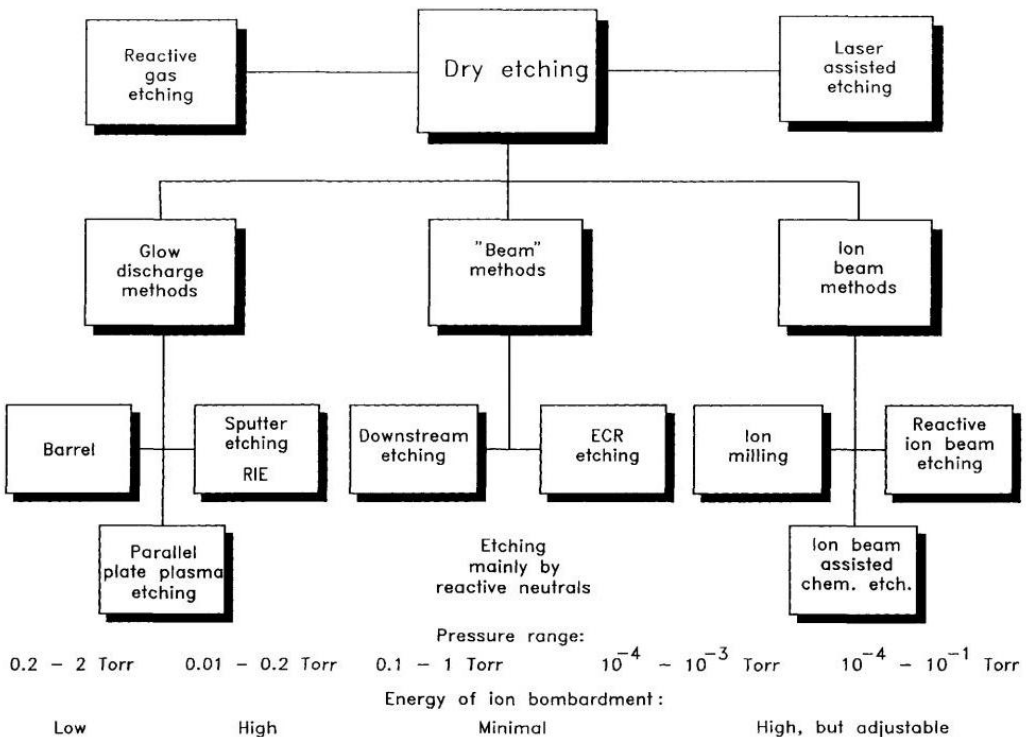 Reactive
gas
etching
Dry etching
Laser
assisted
etching
Glow
discharge
methods
"Beam"
methods
Ion
beam
methods
Barrel
Sputter
etching
RIE
Downstream
etching
ECR
etching
Ion
milling
Reactive
ion beam
etching
Parallel
plate plasma
etching
Etching
mainly by
reactive neutrals
Ion beam
assisted
chem. etch.
Pressure range:
0.2 – 2 Torr 0.01 – 0.2 Torr 0.1 – 1 Torr 10⁻⁴ – 10⁻³ Torr 10⁻⁴ – 10⁻¹ Torr
Energy of ion bombardment:
Low High Minimal High, but adjustable